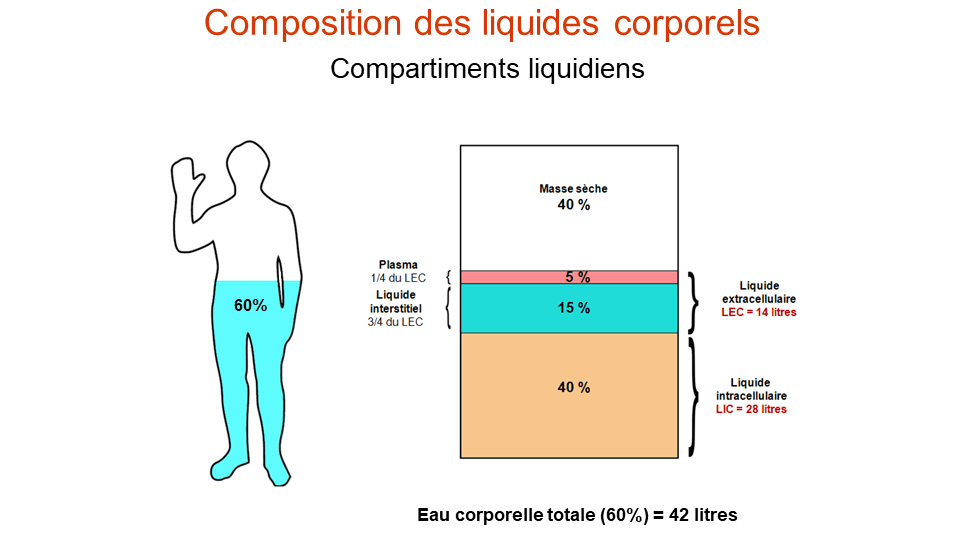 Composition des liquides corporels
Compartiments liquidiens
Masse sèche
40 %
Plasma
1/4 du LEC
5 %
Liquide
interstitiel
3/4 du LEC
15 %
Liquide
extracellulaire
LEC = 14 litres
60%
40 %
Liquide
intracellulaire
LIC = 28 litres
Eau corporelle totale (60%) = 42 litres